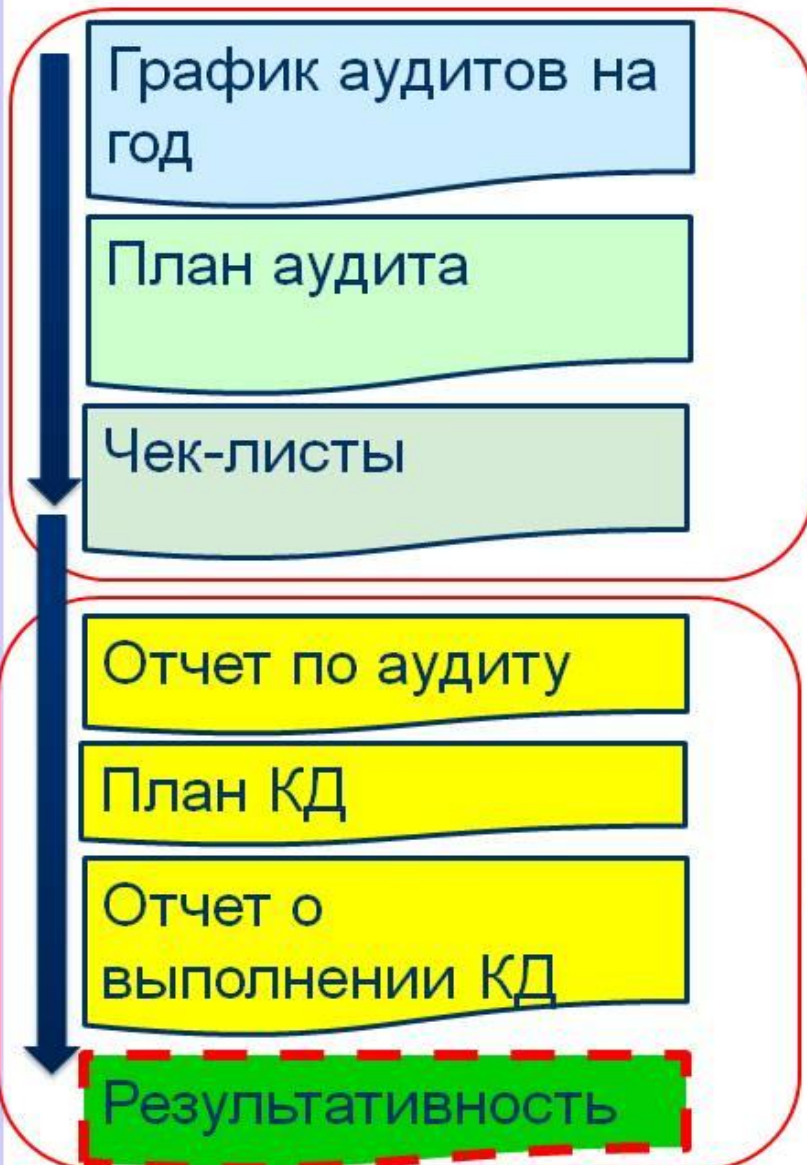 График аудитов на
год
План аудита
Чек-листы
Отчет по аудиту
План КД
Отчет о
выполнении КД
Результативность